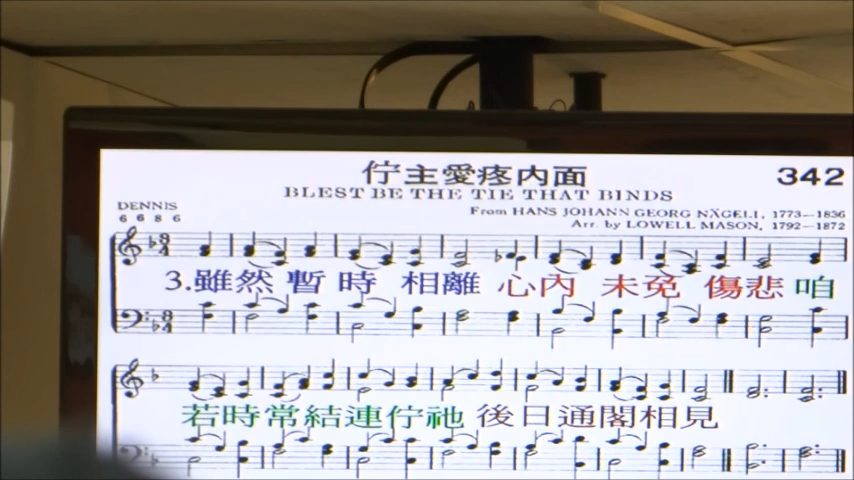 佇主愛疼內面
342
BLEST BE THE TIE THAT BINDS
DENNIS
6 6 8 6
From HANS JOHANN GEORG NÄGELI, 1773—1836
Arr. by LOWELL MASON, 1792—1872
3.雖然 暫 時 相離 心內 未免 傷悲 咱
若時常結連佇祂 後日通閣相見